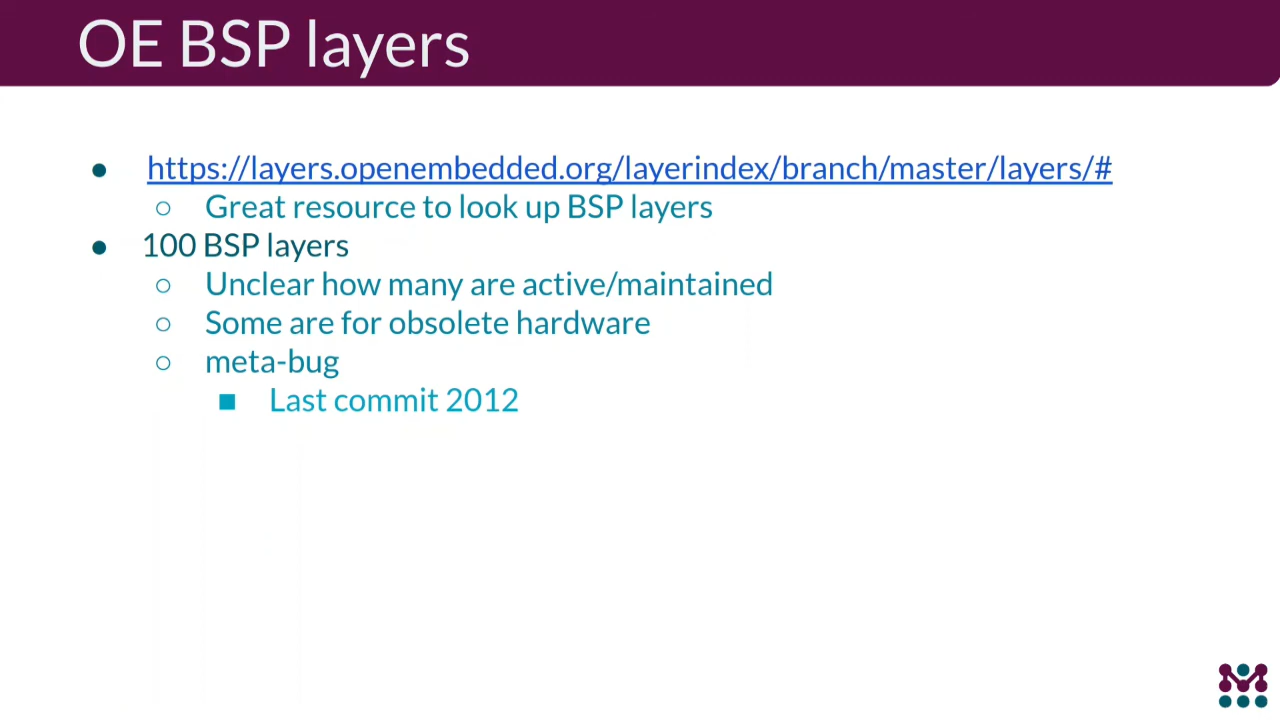 OE BSP layers
● https://layers.openembedded.org/layerindex/branch/master/layers/#
○ Great resource to look up BSP layers
● 100 BSP layers
○ Unclear how many are active/maintained
○ Some are for obsolete hardware
○ meta-bug
■ Last commit 2012